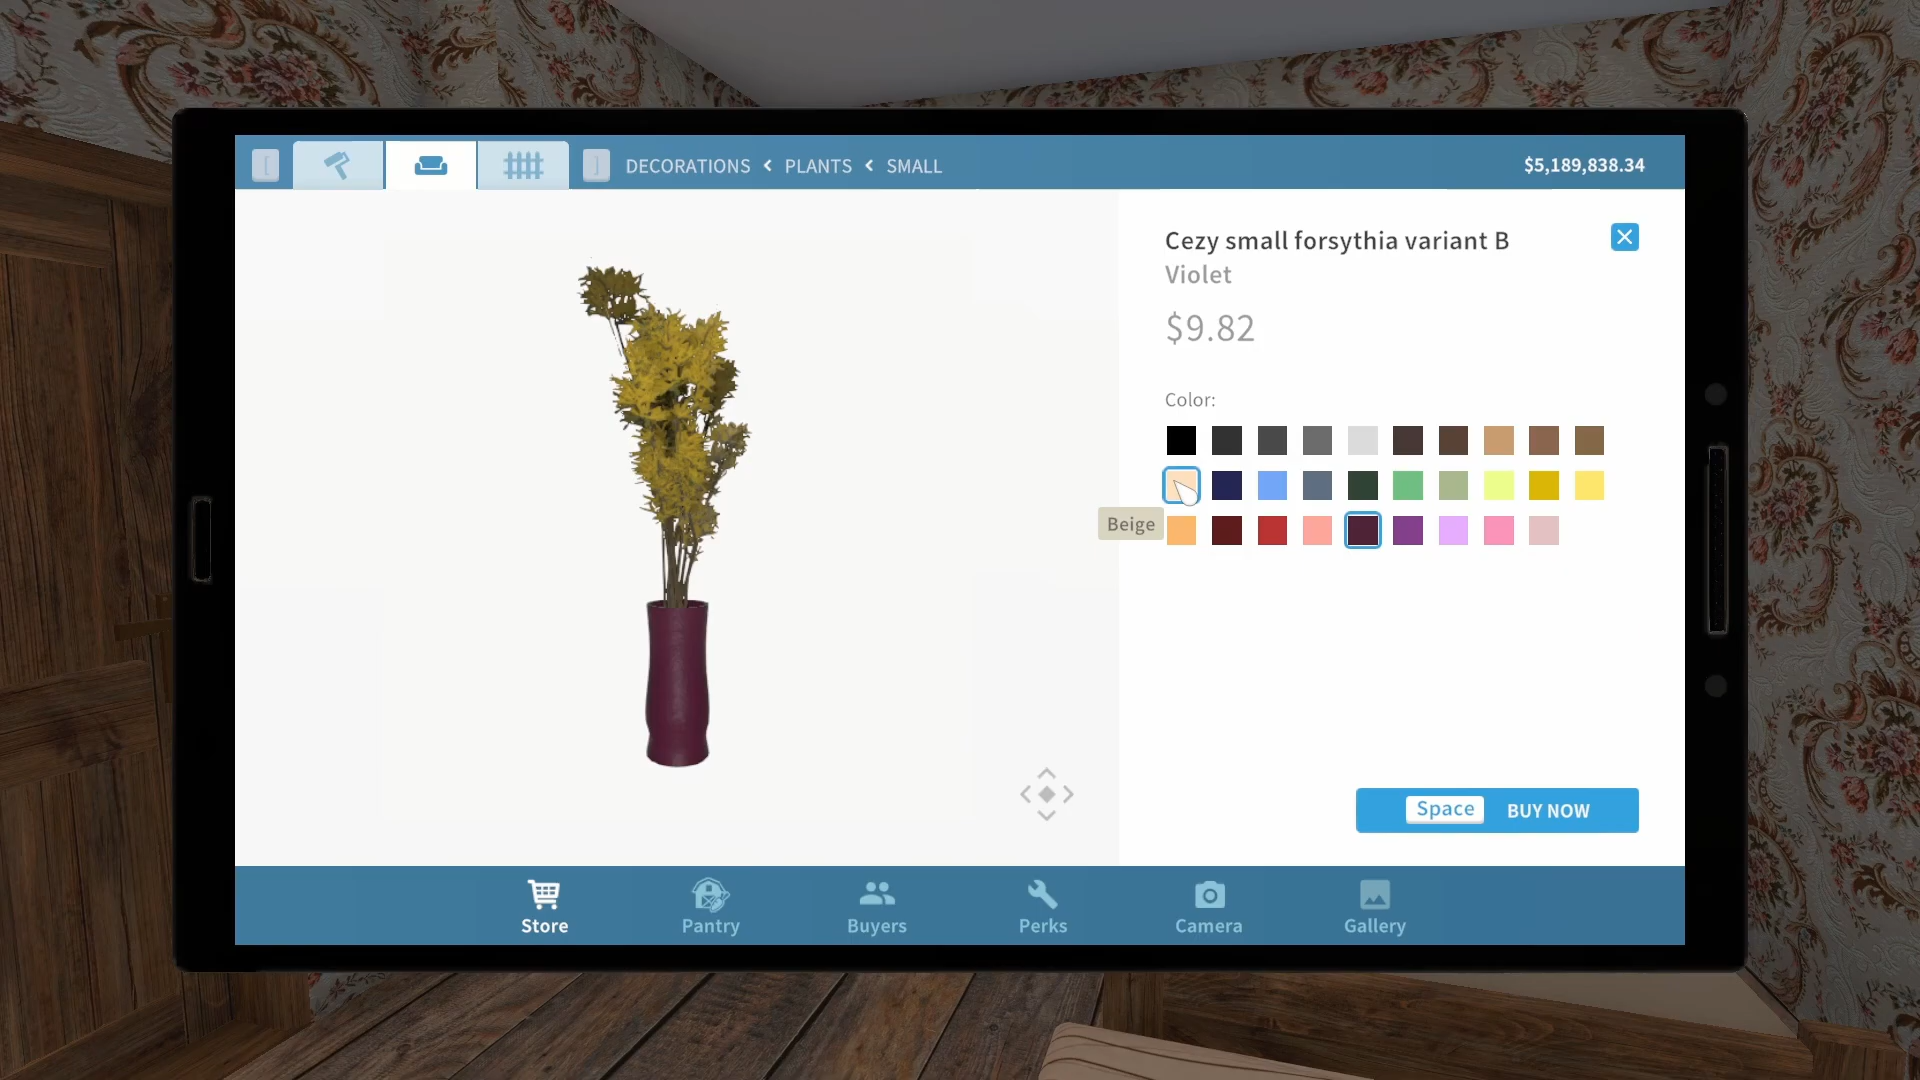 [ ] DECORATIONS < PLANTS < SMALL $5,189,838.34
Cezy small forsythia variant B
Violet
$9.82
Color:
Beige
Space BUY NOW
Store Pantry Buyers Perks Camera Gallery